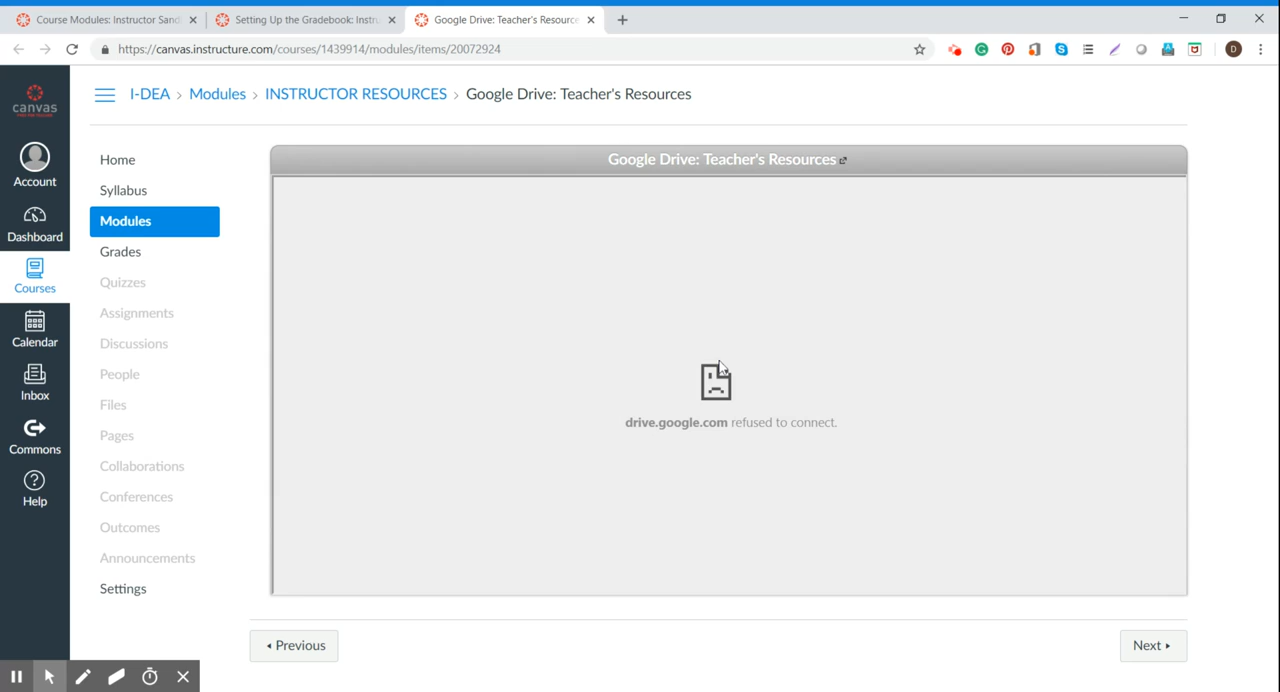 Course Modules: Instructor Sand
Setting Up the Gradebook: Instru
Google Drive: Teacher's Resource
https://canvas.instructure.com/courses/1439914/modules/items/20072924
D
canvas
I-DEA > Modules > INSTRUCTOR RESOURCES > Google Drive: Teacher's Resources
Account
Dashboard
Courses
Calendar
Inbox
Commons
Help
Home
Syllabus
Modules
Grades
Quizzes
Assignments
Discussions
People
Files
Pages
Collaborations
Conferences
Outcomes
Announcements
Settings
Google Drive: Teacher's Resources
drive.google.com refused to connect.
Previous
Next